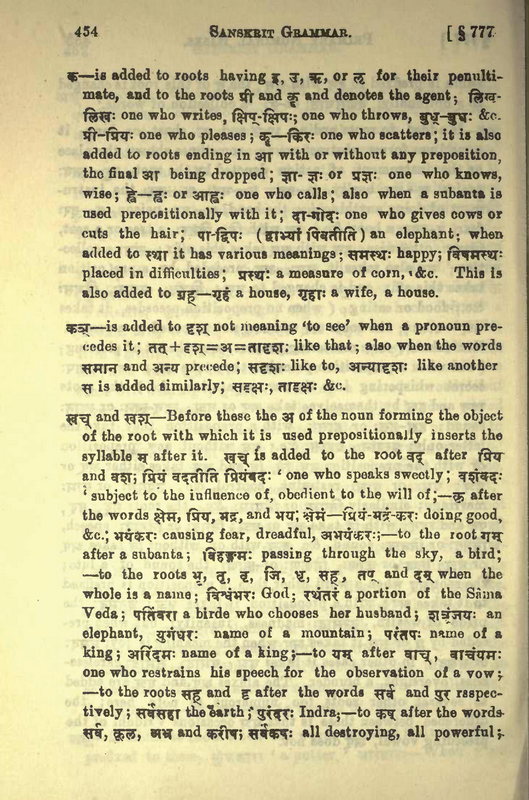 454 SANSKRIT GRAMMAR. [ § 777
क—is added to roots having इ, उ, ऋ, or ऌ for their penulti-
mate, and to the roots प्री and कॄ and denotes the agent; लिख्-
लिखः one who writes, क्षिप्-क्षिपः; one who throws, बुध्-बुधः &c.
प्री-प्रियः one who pleases; कॄ—किरः one who scatters; it is also
added to roots ending in आ with or without any preposition,
the final आ being dropped; ज्ञा- ज्ञः or प्रज्ञः one who knows,
wise; ह्वे—ह्वः or आह्वः one who calls; also when a subanta is
used prepositionally with it; दा-गोदः one who gives cows or
cuts the hair; पा-द्विपः (द्वाभ्यां पिबतीति) an elephant; when
added to स्था it has various meanings; समस्थः happy; विषमस्थः
placed in difficulties; प्रस्थः a measure of corn, &c. This is
also added to ग्रह्—गृहं a house, गृहाः a wife, a house.
कञ्—is added to दृश् not meaning ‘to see’ when a pronoun pre-
cedes it; तत्+दृश्=अ=तादृशः like that; also when the words
समान and अन्य precede; सदृशः like to, अन्यादृशः like another
स is added similarly; सदृक्षः, तादृक्षः &c.
खच् and खश्—Before these the अ of the noun forming the object
of the root with which it is used prepositionally inserts the
syllable म् after it. खच् is added to the root वद् after प्रिय
and वश; प्रियं वदतीति प्रियंवदः ‘one who speaks sweetly; वशंवदः
‘subject to the influence of, obedient to the will of;—कृ after
the words क्षेम, प्रिय, भद्र, and भय; क्षेमं—प्रियं-भद्रं-करः doing good,
&c.; भयंकरः causing fear, dreadful, अभयंकरः;—to the root गम्
after a subanta; विहङ्गमः passing through the sky, a bird;
—to the roots भृ, तॄ, वृ, जि, धृ, सह्, तप् and दम् when the
whole is a name; विश्वंभरः God; रथंतरं a portion of the Sâma
Veda; पतिंवरा a birde who chooses her husband; शत्रुंजयः an
elephant, युगंधरः name of a mountain; परंतपः name of a
king; अरिंदमः name of a king;—to यम् after वाच्, वाचंयमः
one who restrains his speech for the observation of a vow;
—to the roots सह् and दृ after the words सर्व and पुर raspec-
tively; सर्वंसहा the earth; पुरंदरः Indra;—to कष् after the words
सर्व, कूल, अभ्र and करीष; सर्वंकषः all destroying, all powerful;